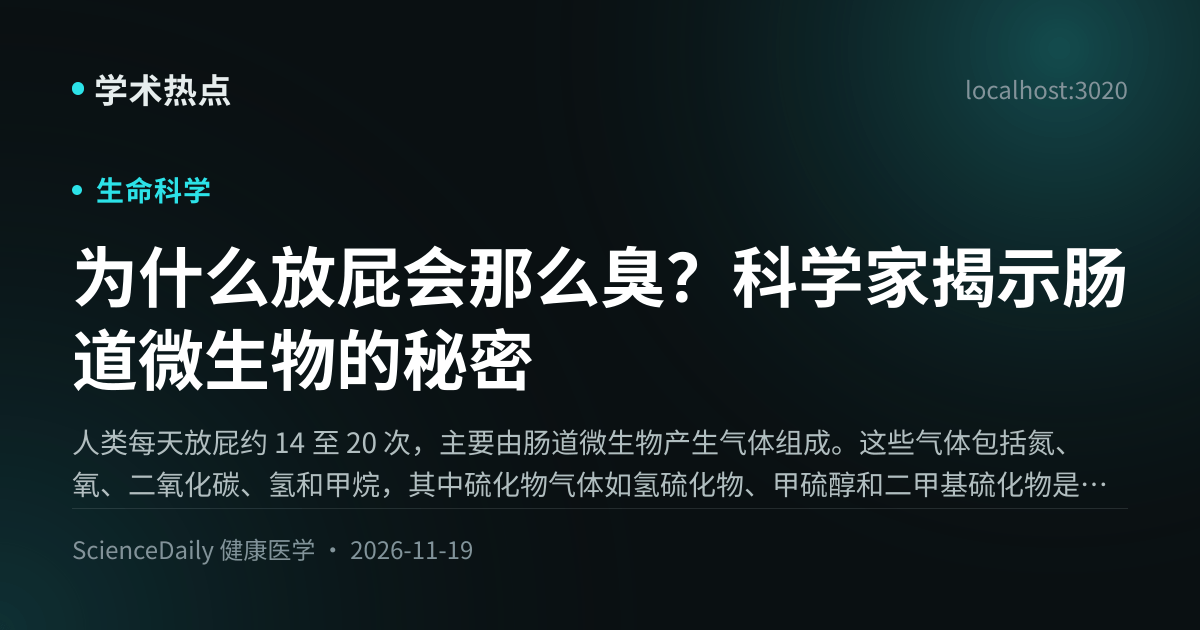 学术热点
localhost:3020
生命科学
为什么放屁会那么臭？科学家揭示肠
道微生物的秘密
人类每天放屁约 14 至 20 次，主要由肠道微生物产生气体组成。这些气体包括氮、
氧、二氧化碳、氢和甲烷，其中硫化物气体如氢硫化物、甲硫醇和二甲基硫化物是…
ScienceDaily 健康医学 · 2026-11-19